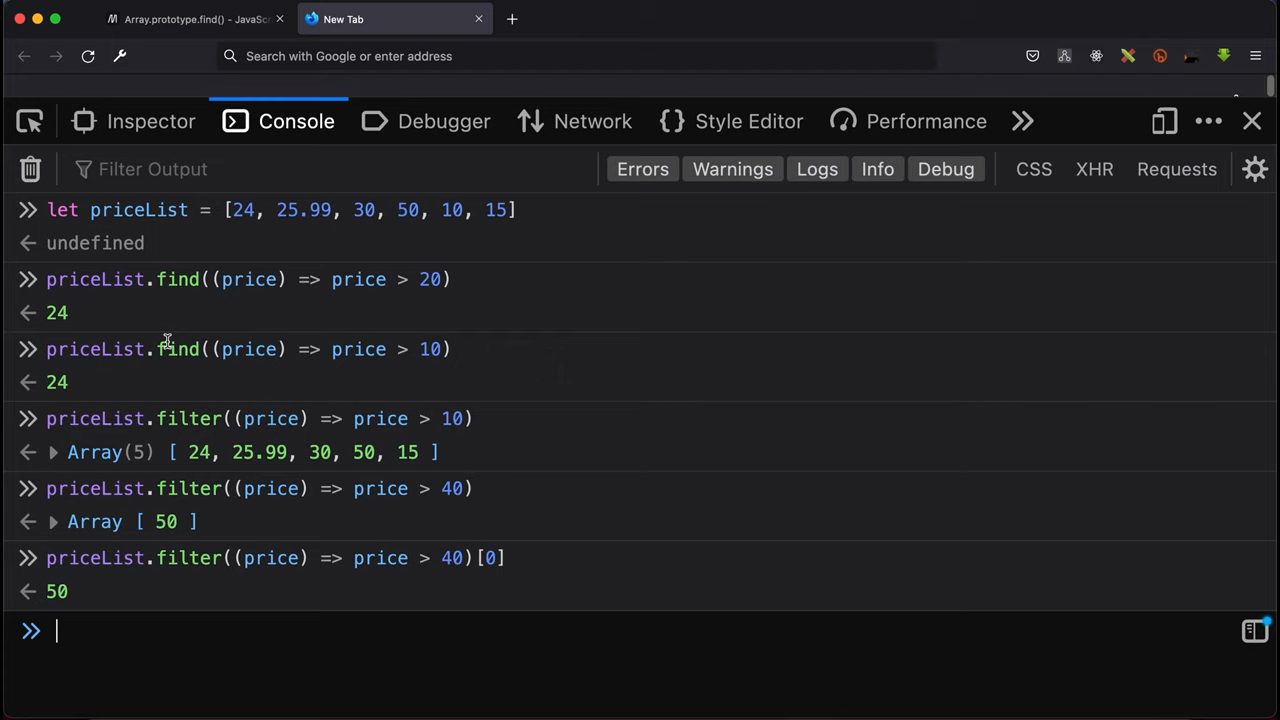 Array.prototype.find() - JavaSc
New Tab
Search with Google or enter address
Inspector
Console
Debugger
Network
Style Editor
Performance
Filter Output
Errors
Warnings
Logs
Info
Debug
CSS
XHR
Requests
let priceList = [24, 25.99, 30, 50, 10, 15]
undefined
priceList.find((price) => price > 20)
24
priceList.find((price) => price > 10)
24
priceList.filter((price) => price > 10)
Array(5) [ 24, 25.99, 30, 50, 15 ]
priceList.filter((price) => price > 40)
Array [ 50 ]
priceList.filter((price) => price > 40)[0]
50